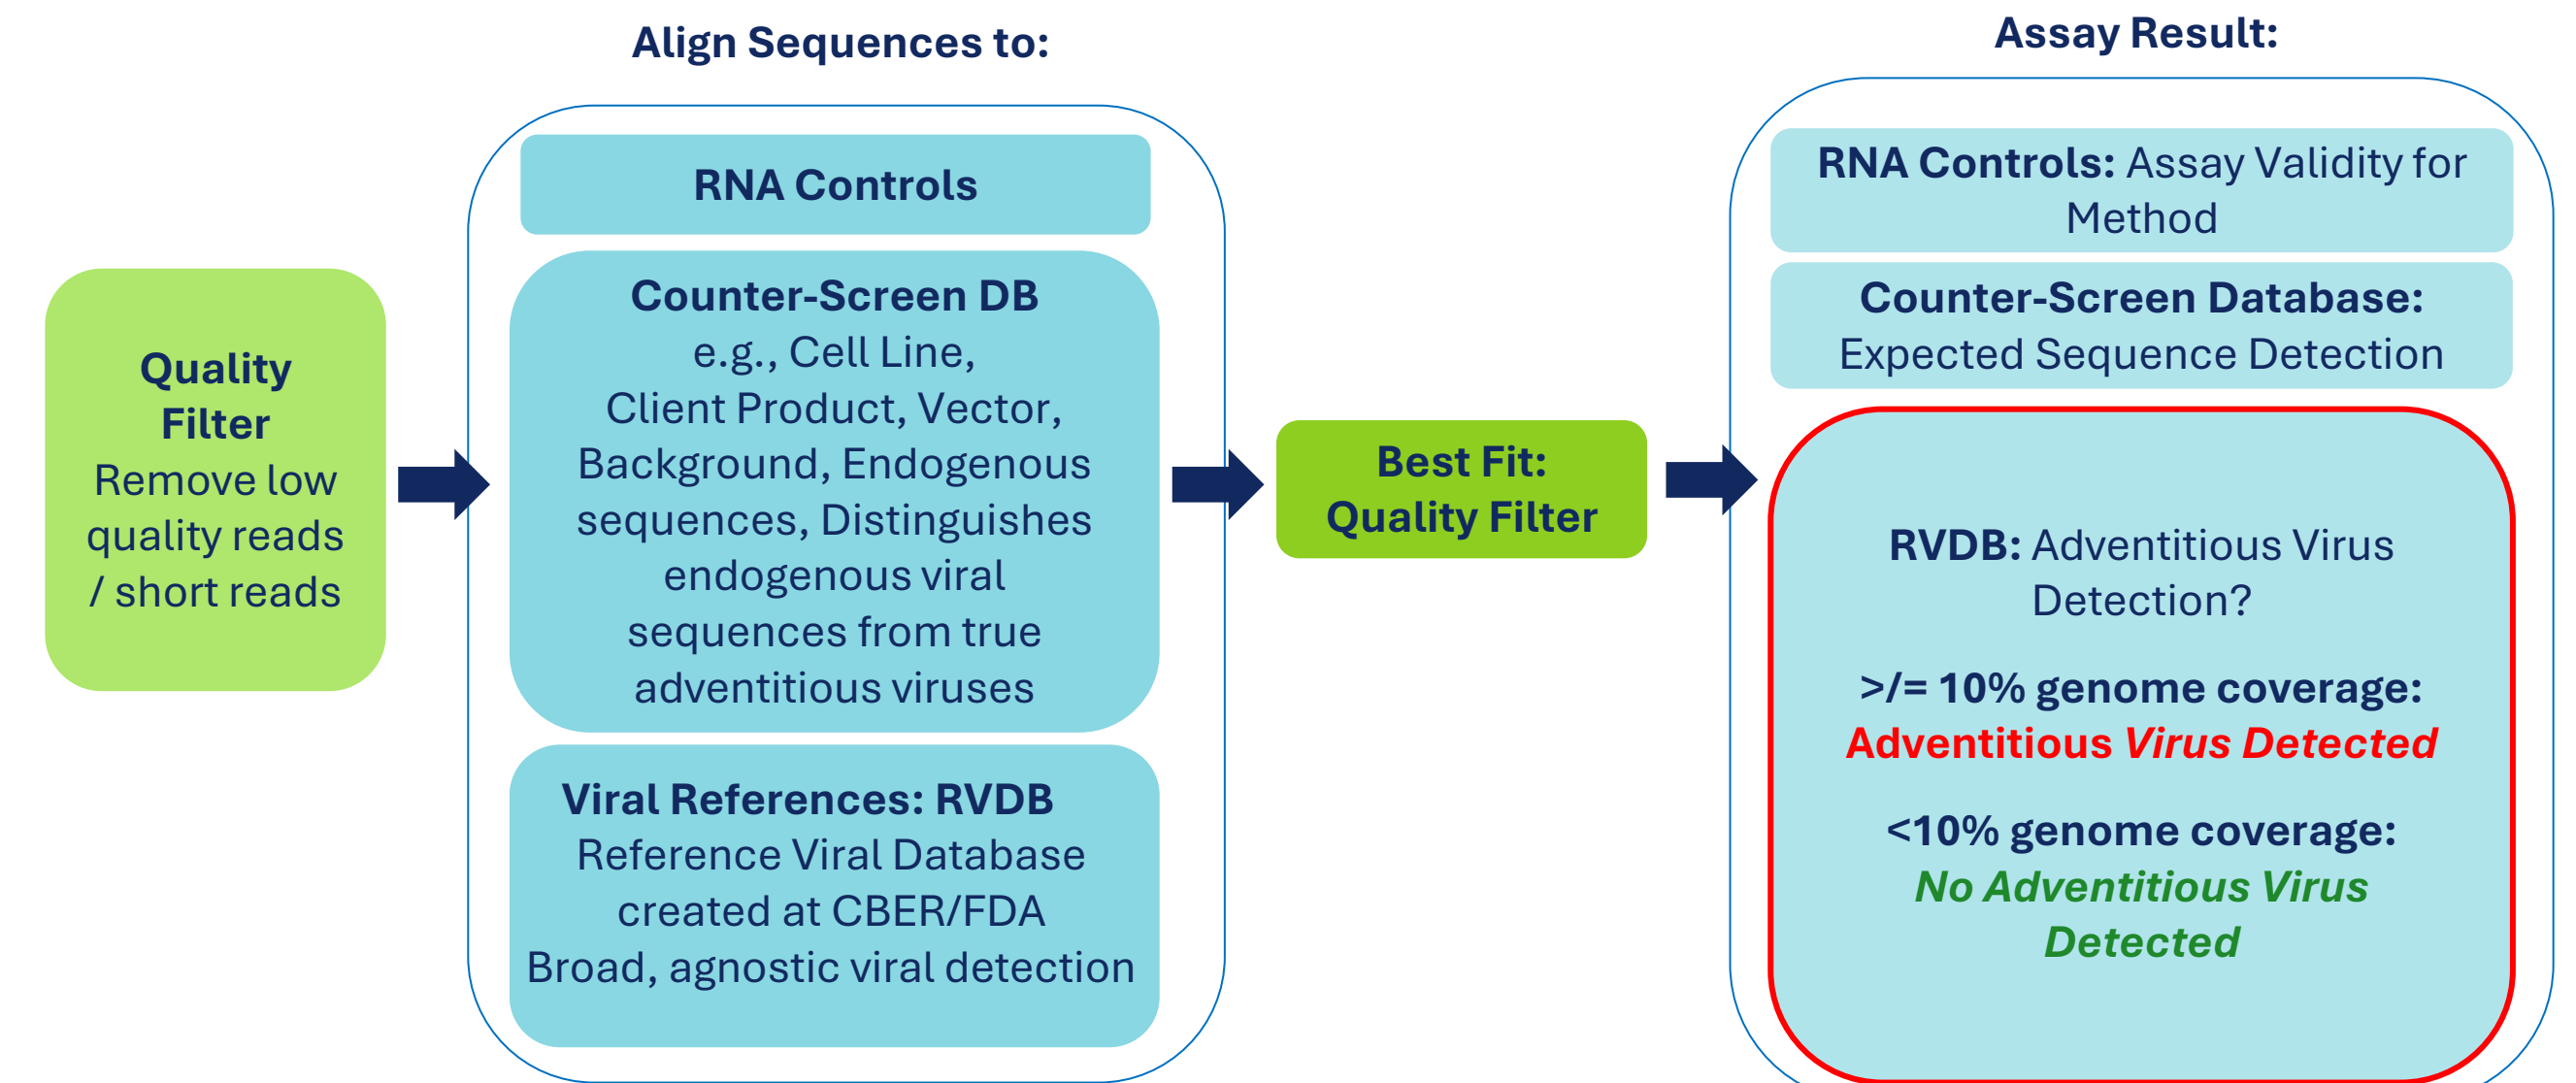 Quality
Filter
Remove low
quality reads
/ short reads
Align Sequences to:
RNA Controls
Counter-Screen DB
e.g., Cell Line,
Client Product, Vector,
Background, Endogenous
sequences, Distinguishes
endogenous viral
sequences from true
adventitious viruses
Viral References: RVDB
Reference Viral Database
created at CBER/FDA
Broad, agnostic viral detection
Best Fit:
Quality Filter
Assay Result:
RNA Controls: Assay Validity for
Method
Counter-Screen Database:
Expected Sequence Detection
RVDB: Adventitious Virus
Detection?
>/= 10% genome coverage:
Adventitious Virus Detected
<10% genome coverage:
No Adventitious Virus
Detected